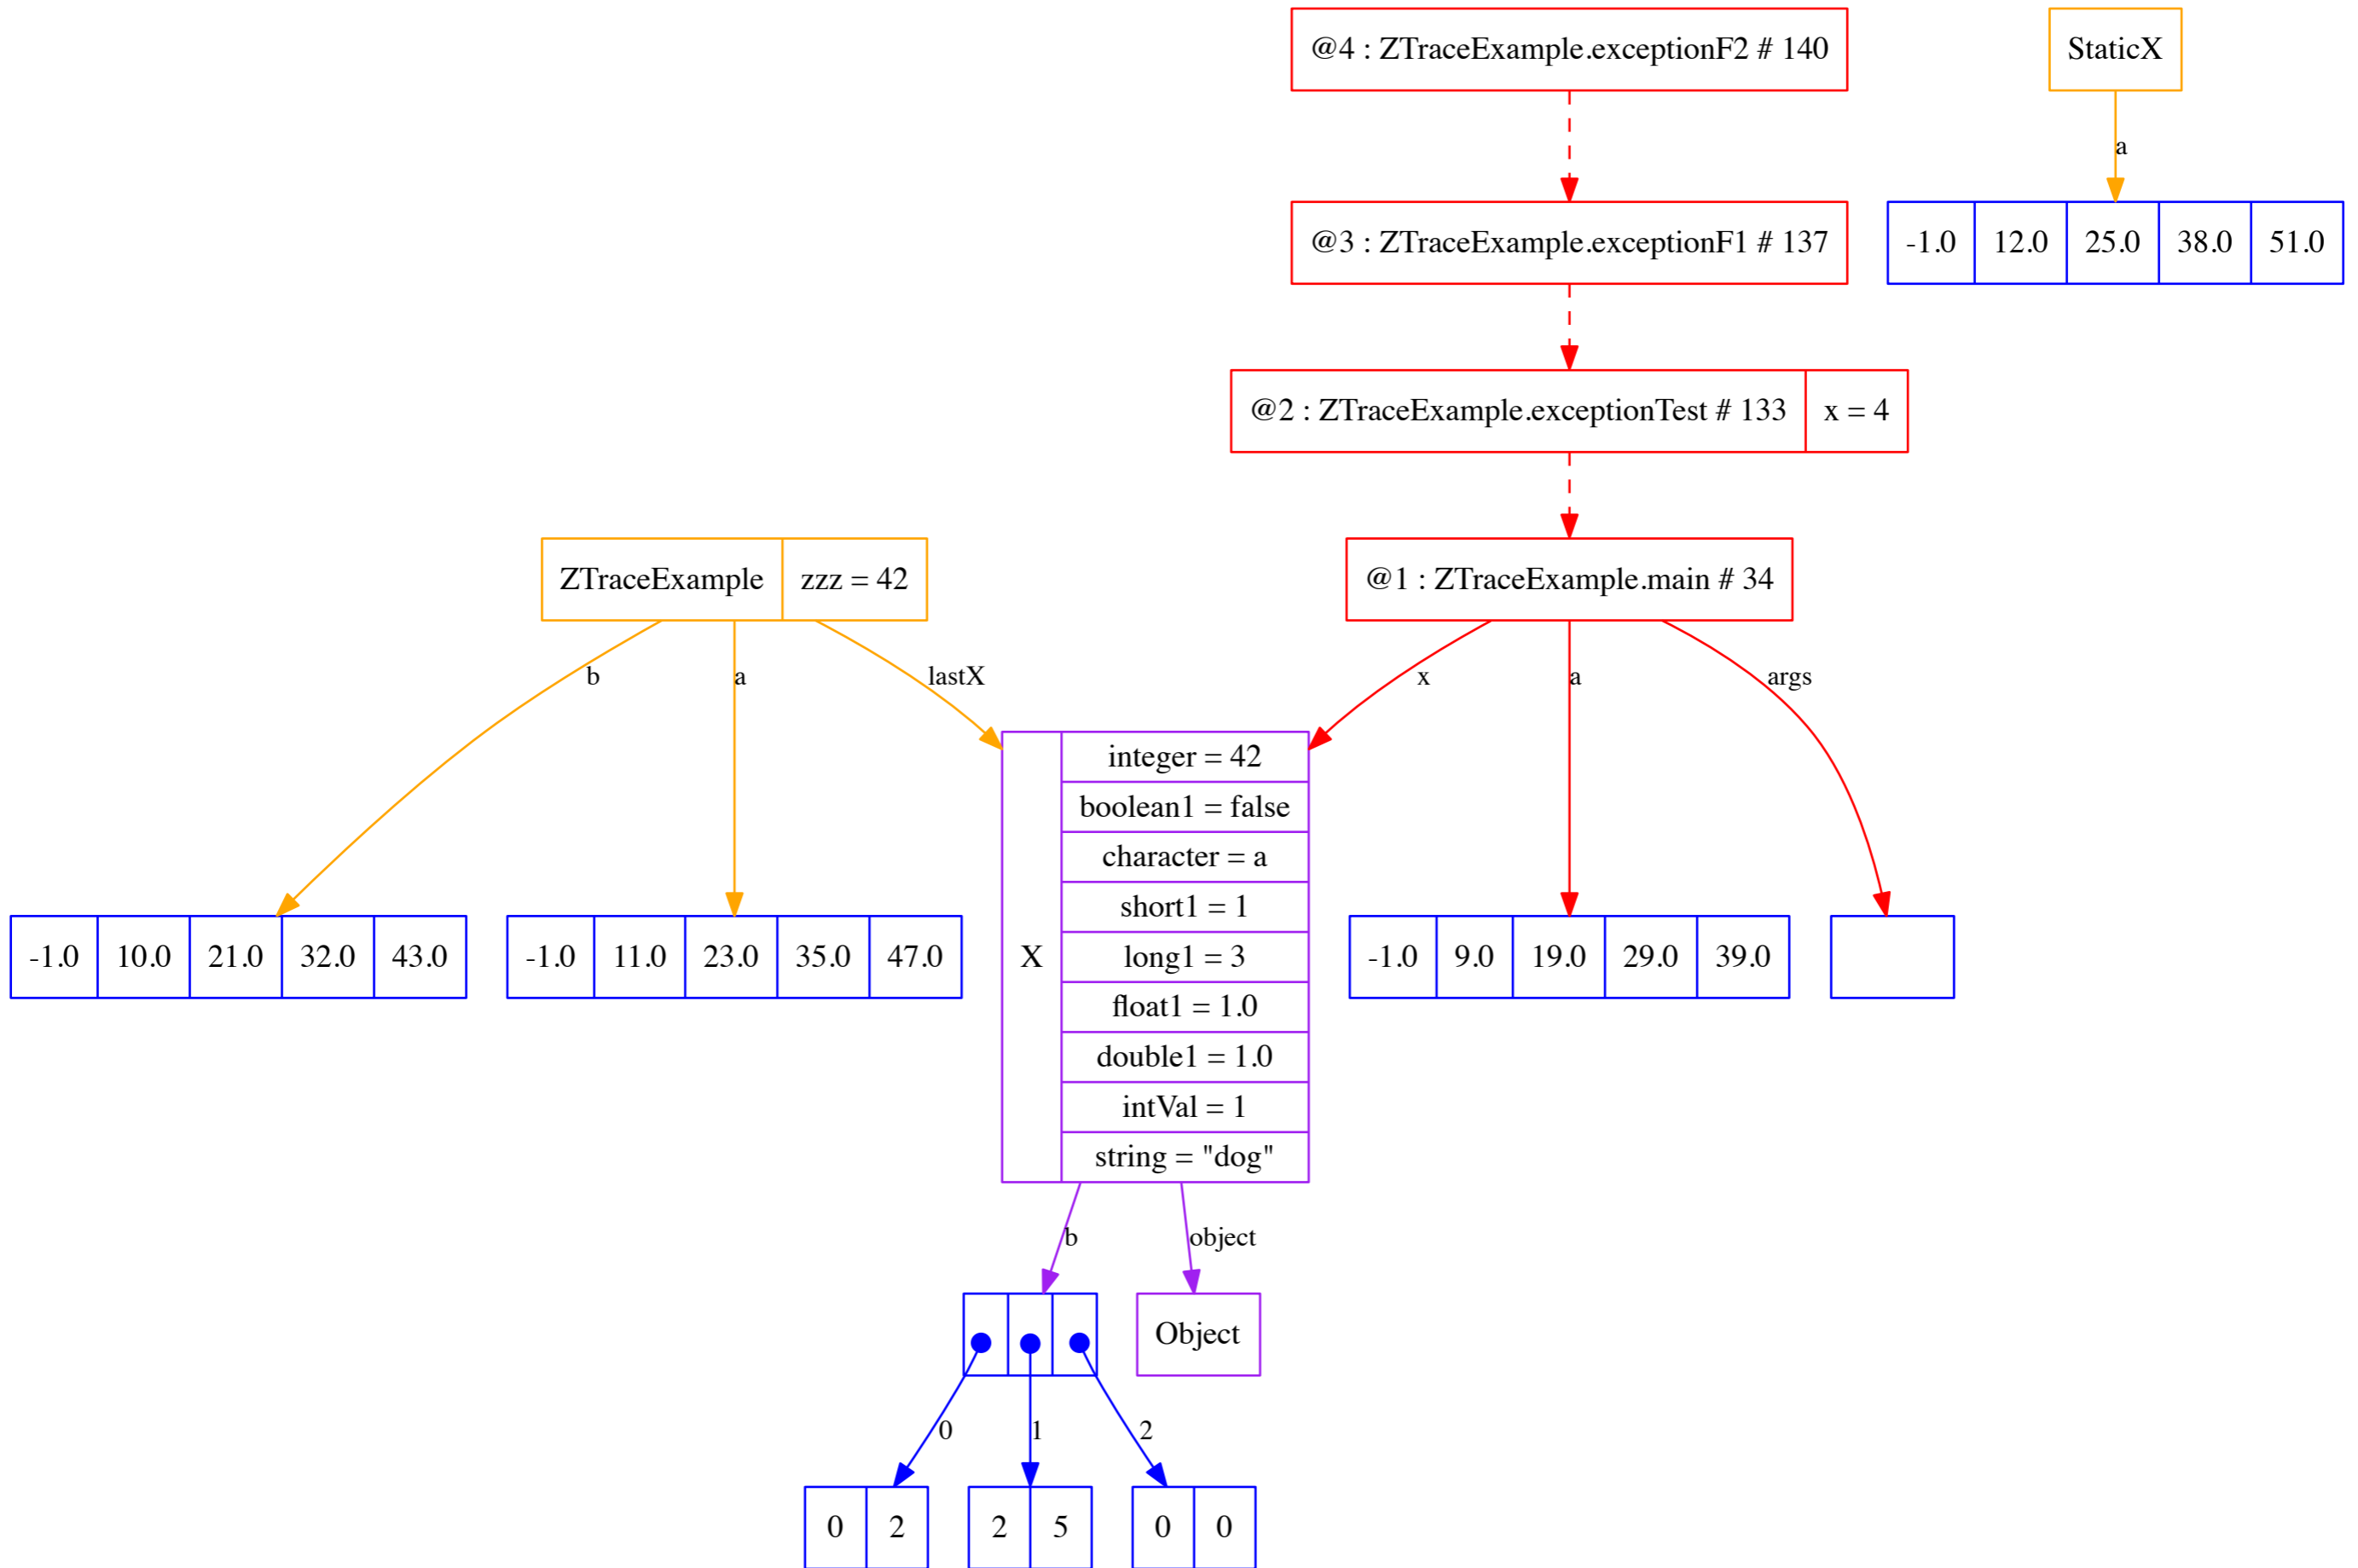 @4 : ZTraceExample.exceptionF2 # 140
StaticX
a
@3 : ZTraceExample.exceptionF1 # 137
-1.0 12.0 25.0 38.0 51.0
@2 : ZTraceExample.exceptionTest # 133 x = 4
ZTraceExample zzz = 42
@1 : ZTraceExample.main # 34
b
a
lastX
x
a
args
X
integer = 42
boolean1 = false
character = a
short1 = 1
long1 = 3
float1 = 1.0
double1 = 1.0
intVal = 1
string = "dog"
-1.0 10.0 21.0 32.0 43.0
-1.0 11.0 23.0 35.0 47.0
-1.0 9.0 19.0 29.0 39.0
b
object
Object
0
1
2
0 2
2 5
0 0